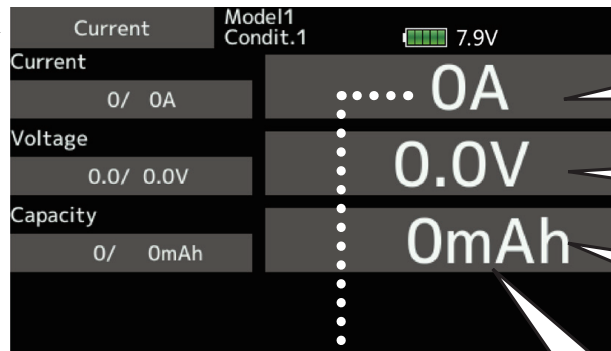 Current
Model1
Condit.1
7.9V
Current
0/ 0A
0A
Voltage
0.0/ 0.0V
0.0V
Capacity
0/ 0mAh
0mAh